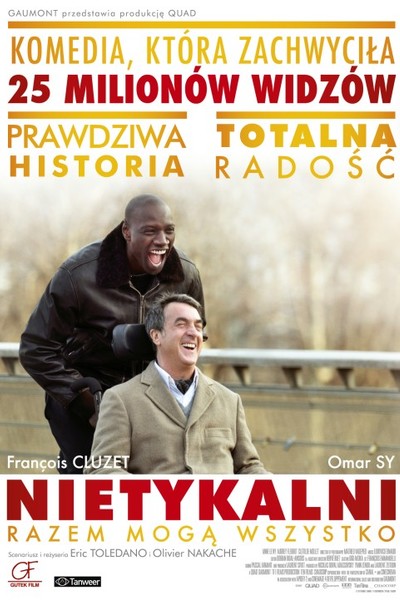 GAUMONT przedstawia produkcję QUAD
KOMEDIA, KTÓRA ZACHWYCIŁA
25 MILIONÓW WIDZÓW
PRAWDZIWA HISTORIA
TOTALNA RADOŚĆ
François CLUZET
Omar SY
NIETYKALNI
RAZEM MOGĄ WSZYSTKO
Scenariusz i reżyseria Eric TOLEDANO i Olivier NAKACHE
GF
GUTEK FILM
Tanweer